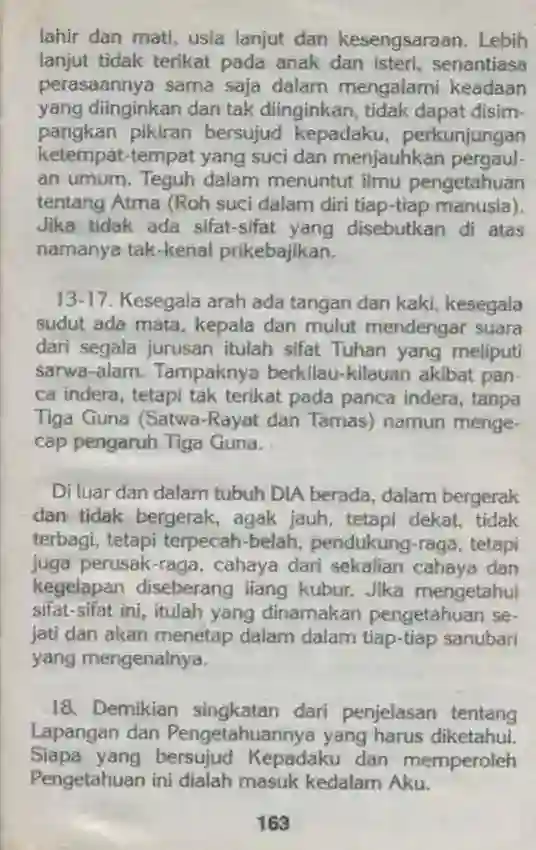 lahir dan mati, usia lanjut dan kesengsaraan. Lebih
lanjut tidak terikat pada anak dan isteri, senantiasa
perasaannya sama saja dalam mengalami keadaan
yang diinginkan dan tak diinginkan, tidak dapat disim-
pangkan pikiran bersujud kepadaku, perkunjungan
ketempat-tempat yang suci dan menjauhkan pergaul-
an umum. Teguh dalam menuntut ilmu pengetahuan
tentang Atma (Roh suci dalam diri tiap-tiap manusia).
Jika tidak ada sifat-sifat yang disebutkan di atas
namanya tak-kenal prikebajikan.
13-17. Kesegala arah ada tangan dan kaki, kesegala
sudut ada mata, kepala dan mulut mendengar suara
dari segala jurusan itulah sifat Tuhan yang meliputi
sarwa-alam. Tampaknya berkilau-kilauan akibat pan-
ca indera, tetapi tak terikat pada panca indera, tanpa
Tiga Guna (Satwa-Rayat dan Tamas) namun menge-
cap pengaruh Tiga Guna.
Di luar dan dalam tubuh DIA berada, dalam bergerak
dan tidak bergerak, agak jauh, tetapi dekat, tidak
terbagi, tetapi terpecah-belah, pendukung-raga, tetapi
juga perusak-raga, cahaya dari sekalian cahaya dan
kegelapan diseberang liang kubur. Jika mengetahui
sifat-sifat ini, itulah yang dinamakan pengetahuan se-
jati dan akan menetap dalam dalam tiap-tiap sanubari
yang mengenalnya.
18. Demikian singkatan dari penjelasan tentang
Lapangan dan Pengetahuannya yang harus diketahui.
Siapa yang bersujud Kepadaku dan memperoleh
Pengetahuan ini dialah masuk kedalam Aku.
163